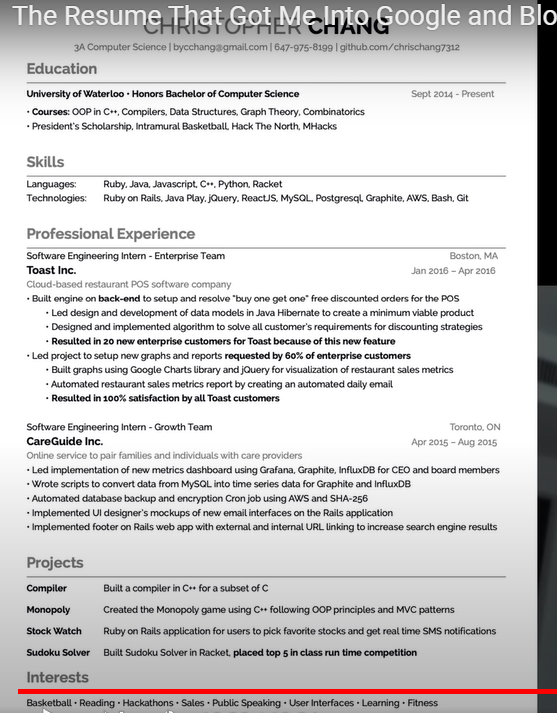 The Resume That Got Me Into Google and Blo
CHRISTOPHER CHANG
3A Computer Science | bycchang@gmail.com | 647-975-8199 | github.com/chrischang7312
Education
University of Waterloo • Honors Bachelor of Computer Science Sept 2014 - Present
• Courses: OOP in C++, Compilers, Data Structures, Graph Theory, Combinatorics
• President's Scholarship, Intramural Basketball, Hack The North, MHacks
Skills
Languages: Ruby, Java, Javascript, C++, Python, Racket
Technologies: Ruby on Rails, Java Play, jQuery, ReactJS, MySQL, Postgresql, Graphite, AWS, Bash, Git
Professional Experience
Software Engineering Intern - Enterprise Team Boston, MA
Toast Inc. Jan 2016 – Apr 2016
Cloud-based restaurant POS software company
• Built engine on back-end to setup and resolve "buy one get one" free discounted orders for the POS
• Led design and development of data models in Java Hibernate to create a minimum viable product
• Designed and implemented algorithm to solve all customer's requirements for discounting strategies
• Resulted in 20 new enterprise customers for Toast because of this new feature
• Led project to setup new graphs and reports requested by 60% of enterprise customers
• Built graphs using Google Charts library and jQuery for visualization of restaurant sales metrics
• Automated restaurant sales metrics report by creating an automated daily email
• Resulted in 100% satisfaction by all Toast customers
Software Engineering Intern - Growth Team Toronto, ON
CareGuide Inc. Apr 2015 – Aug 2015
Online service to pair families and individuals with care providers
• Led implementation of new metrics dashboard using Grafana, Graphite, InfluxDB for CEO and board members
• Wrote scripts to convert data from MySQL into time series data for Graphite and InfluxDB
• Automated database backup and encryption Cron job using AWS and SHA-256
• Implemented UI designer's mockups of new email interfaces on the Rails application
• Implemented footer on Rails web app with external and internal URL linking to increase search engine results
Projects
Compiler Built a compiler in C++ for a subset of C
Monopoly Created the Monopoly game using C++ following OOP principles and MVC patterns
Stock Watch Ruby on Rails application for users to pick favorite stocks and get real time SMS notifications
Sudoku Solver Built Sudoku Solver in Racket, placed top 5 in class run time competition
Interests
Basketball • Reading • Hackathons • Sales • Public Speaking • User Interfaces • Learning • Fitness